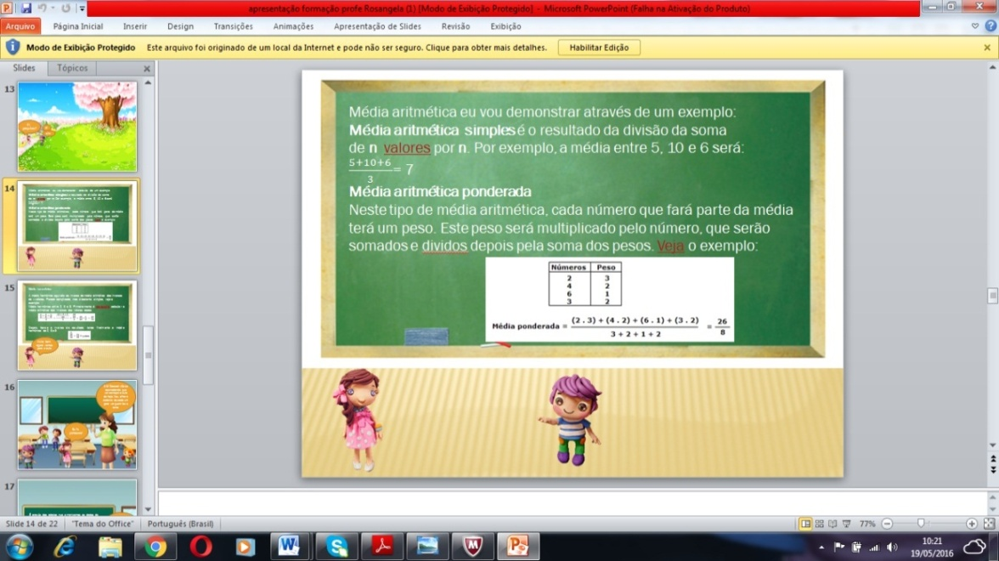 apresentação formação profe Rosangela (1) [Modo de Exibição Protegido] - Microsoft PowerPoint (Falha na Ativação do Produto)
Arquivo Página Inicial Inserir Design Transições Animações Apresentação de Slides Revisão Exibição
Modo de Exibição Protegido Este arquivo foi originado de um local da Internet e pode não ser seguro. Clique para obter mais detalhes. Habilitar Edição
Slides Tópicos
13
14
15
16
17
Média aritmética eu vou demonstrar através de um exemplo:
Média aritmética simples é o resultado da divisão da soma
de n valores por n. Por exemplo, a média entre 5, 10 e 6 será:
5+10+6
= 7
3
Média aritmética ponderada
Neste tipo de média aritmética, cada número que fará parte da média
terá um peso. Este peso será multiplicado pelo número, que serão
somados e dividos depois pela soma dos pesos. Veja o exemplo:
Números Peso
2 3
4 2
6 1
3 2
Média ponderada = (2 . 3) + (4 . 2) + (6 . 1) + (3 . 2) = 26
3 + 2 + 1 + 2 8
Slide 14 de 22 "Tema do Office" Português (Brasil) 77%
10:21
19/05/2016